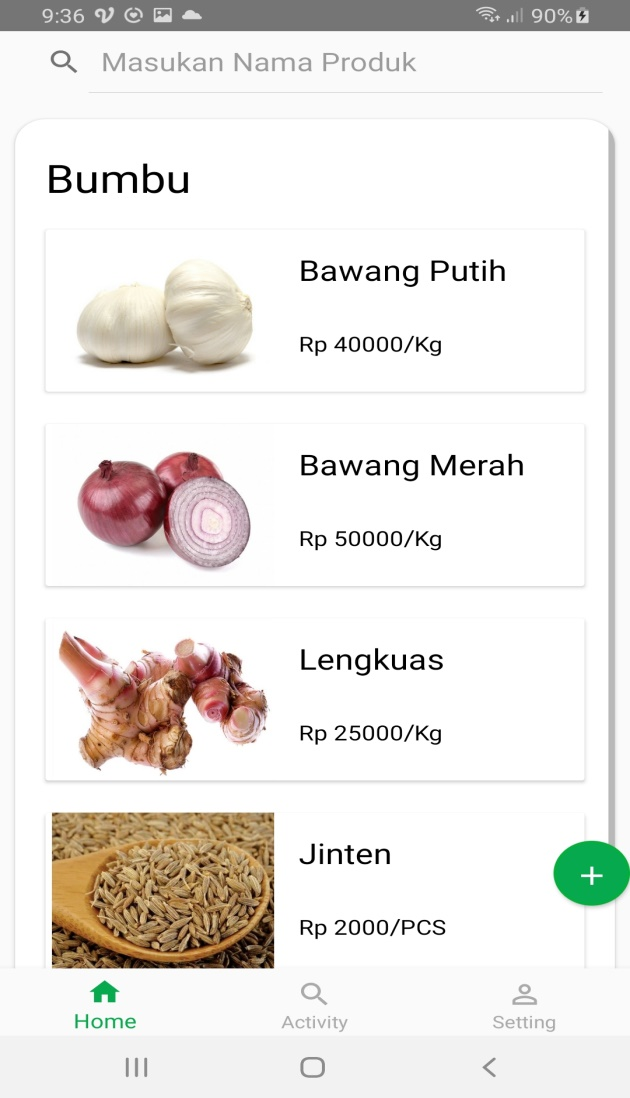 9:36
90%
Masukan Nama Produk
Bumbu
Bawang Putih
Rp 40000/Kg
Bawang Merah
Rp 50000/Kg
Lengkuas
Rp 25000/Kg
Jinten
Rp 2000/PCS
+
Home
Activity
Setting